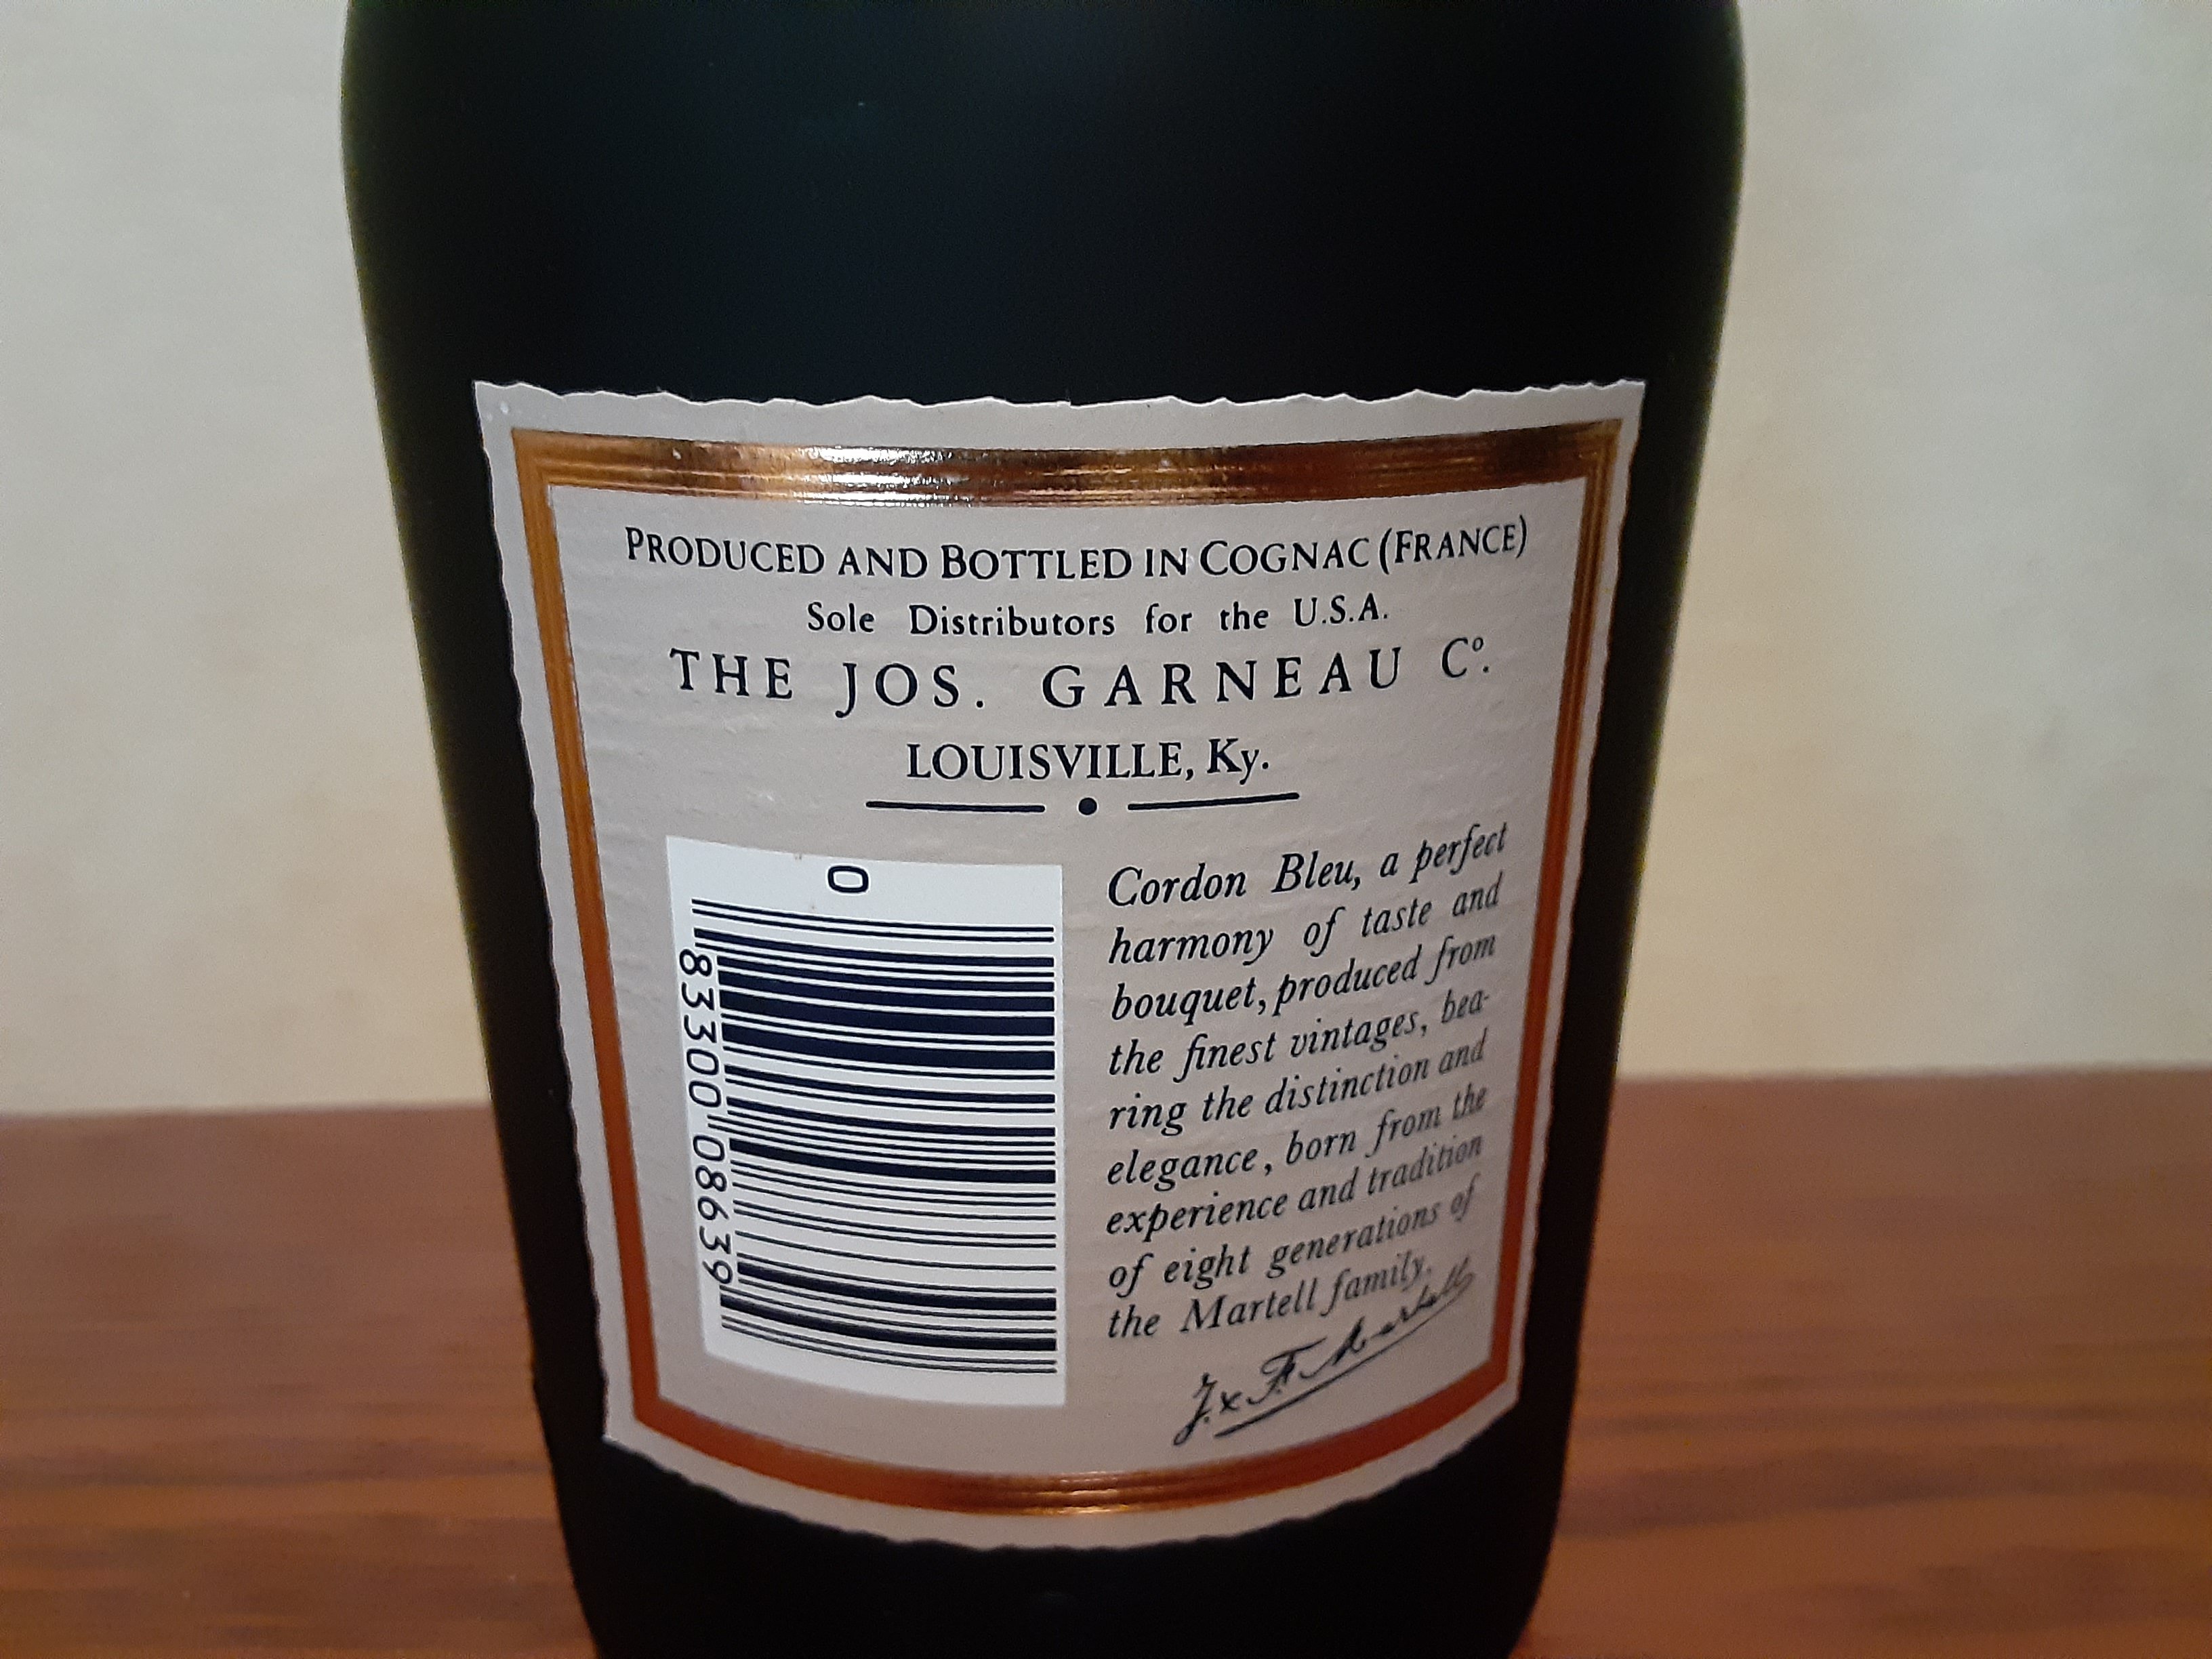 PRODUCED AND BOTTLED IN COGNAC (FRANCE)
Sole Distributors for the U.S.A.
THE JOS. GARNEAU Cº.
LOUISVILLE, Ky.
0
83300 08639
Cordon Bleu, a perfect
harmony of taste and
bouquet, produced from
the finest vintages, bea-
ring the distinction and
elegance, born from the
experience and tradition
of eight generations of
the Martell family.
J. x F. Martell